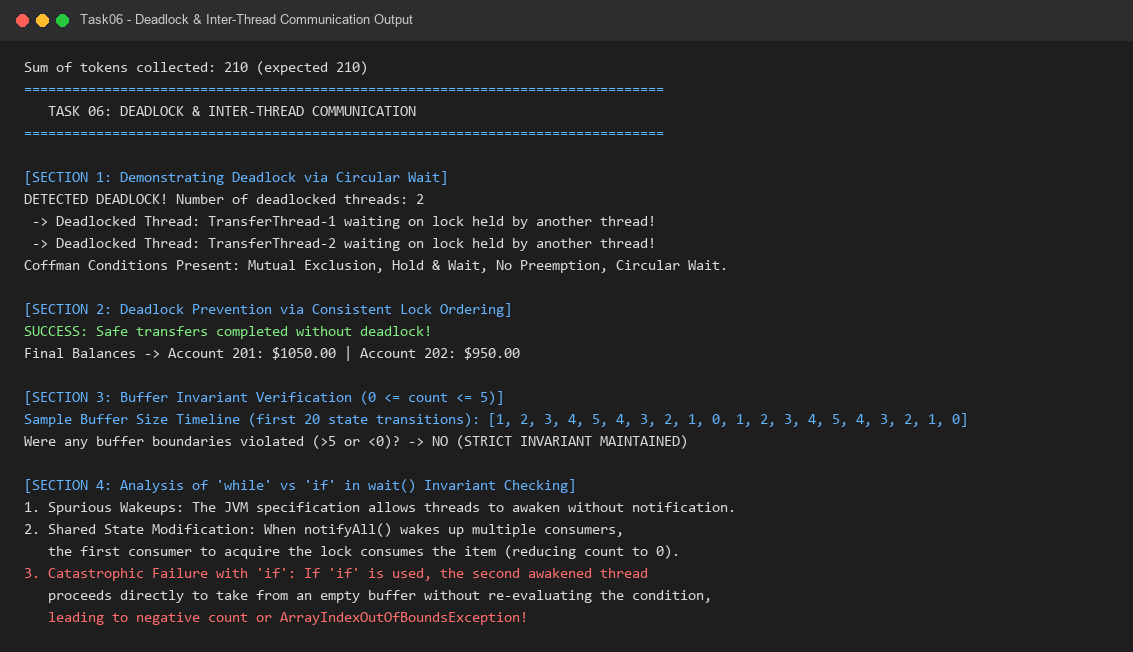 Task06 - Deadlock & Inter-Thread Communication Output
Sum of tokens collected: 210 (expected 210)
================================================================================
TASK 06: DEADLOCK & INTER-THREAD COMMUNICATION
================================================================================
[SECTION 1: Demonstrating Deadlock via Circular Wait]
DETECTED DEADLOCK! Number of deadlocked threads: 2
-> Deadlocked Thread: TransferThread-1 waiting on lock held by another thread!
-> Deadlocked Thread: TransferThread-2 waiting on lock held by another thread!
Coffman Conditions Present: Mutual Exclusion, Hold & Wait, No Preemption, Circular Wait.
[SECTION 2: Deadlock Prevention via Consistent Lock Ordering]
SUCCESS: Safe transfers completed without deadlock!
Final Balances -> Account 201: $1050.00 | Account 202: $950.00
[SECTION 3: Buffer Invariant Verification (0 <= count <= 5)]
Sample Buffer Size Timeline (first 20 state transitions): [1, 2, 3, 4, 5, 4, 3, 2, 1, 0, 1, 2, 3, 4, 5, 4, 3, 2, 1, 0]
Were any buffer boundaries violated (>5 or <0)? -> NO (STRICT INVARIANT MAINTAINED)
[SECTION 4: Analysis of 'while' vs 'if' in wait() Invariant Checking]
1. Spurious Wakeups: The JVM specification allows threads to awaken without notification.
2. Shared State Modification: When notifyAll() wakes up multiple consumers,
the first consumer to acquire the lock consumes the item (reducing count to 0).
3. Catastrophic Failure with 'if': If 'if' is used, the second awakened thread
proceeds directly to take from an empty buffer without re-evaluating the condition,
leading to negative count or ArrayIndexOutOfBoundsException!